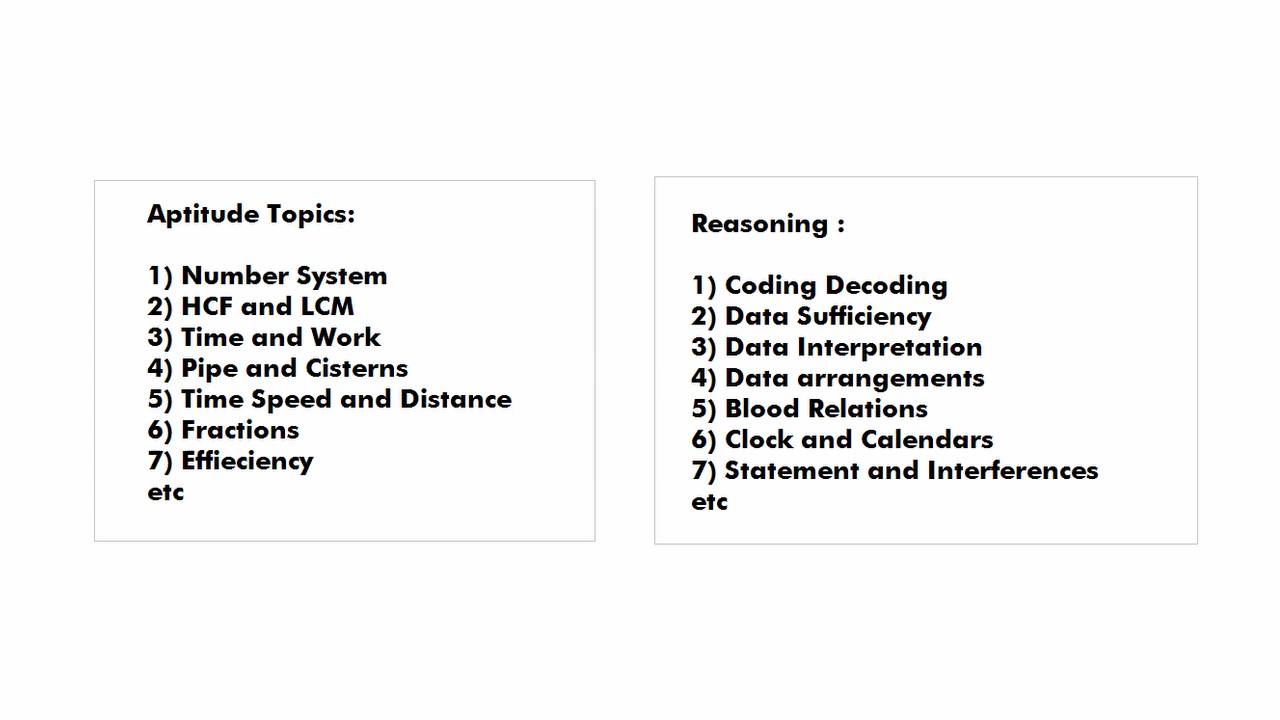 Aptitude Topics:
1) Number System
2) HCF and LCM
3) Time and Work
4) Pipe and Cisterns
5) Time Speed and Distance
6) Fractions
7) Effieciency
etc
Reasoning :
1) Coding Decoding
2) Data Sufficiency
3) Data Interpretation
4) Data arrangements
5) Blood Relations
6) Clock and Calendars
7) Statement and Interferences
etc